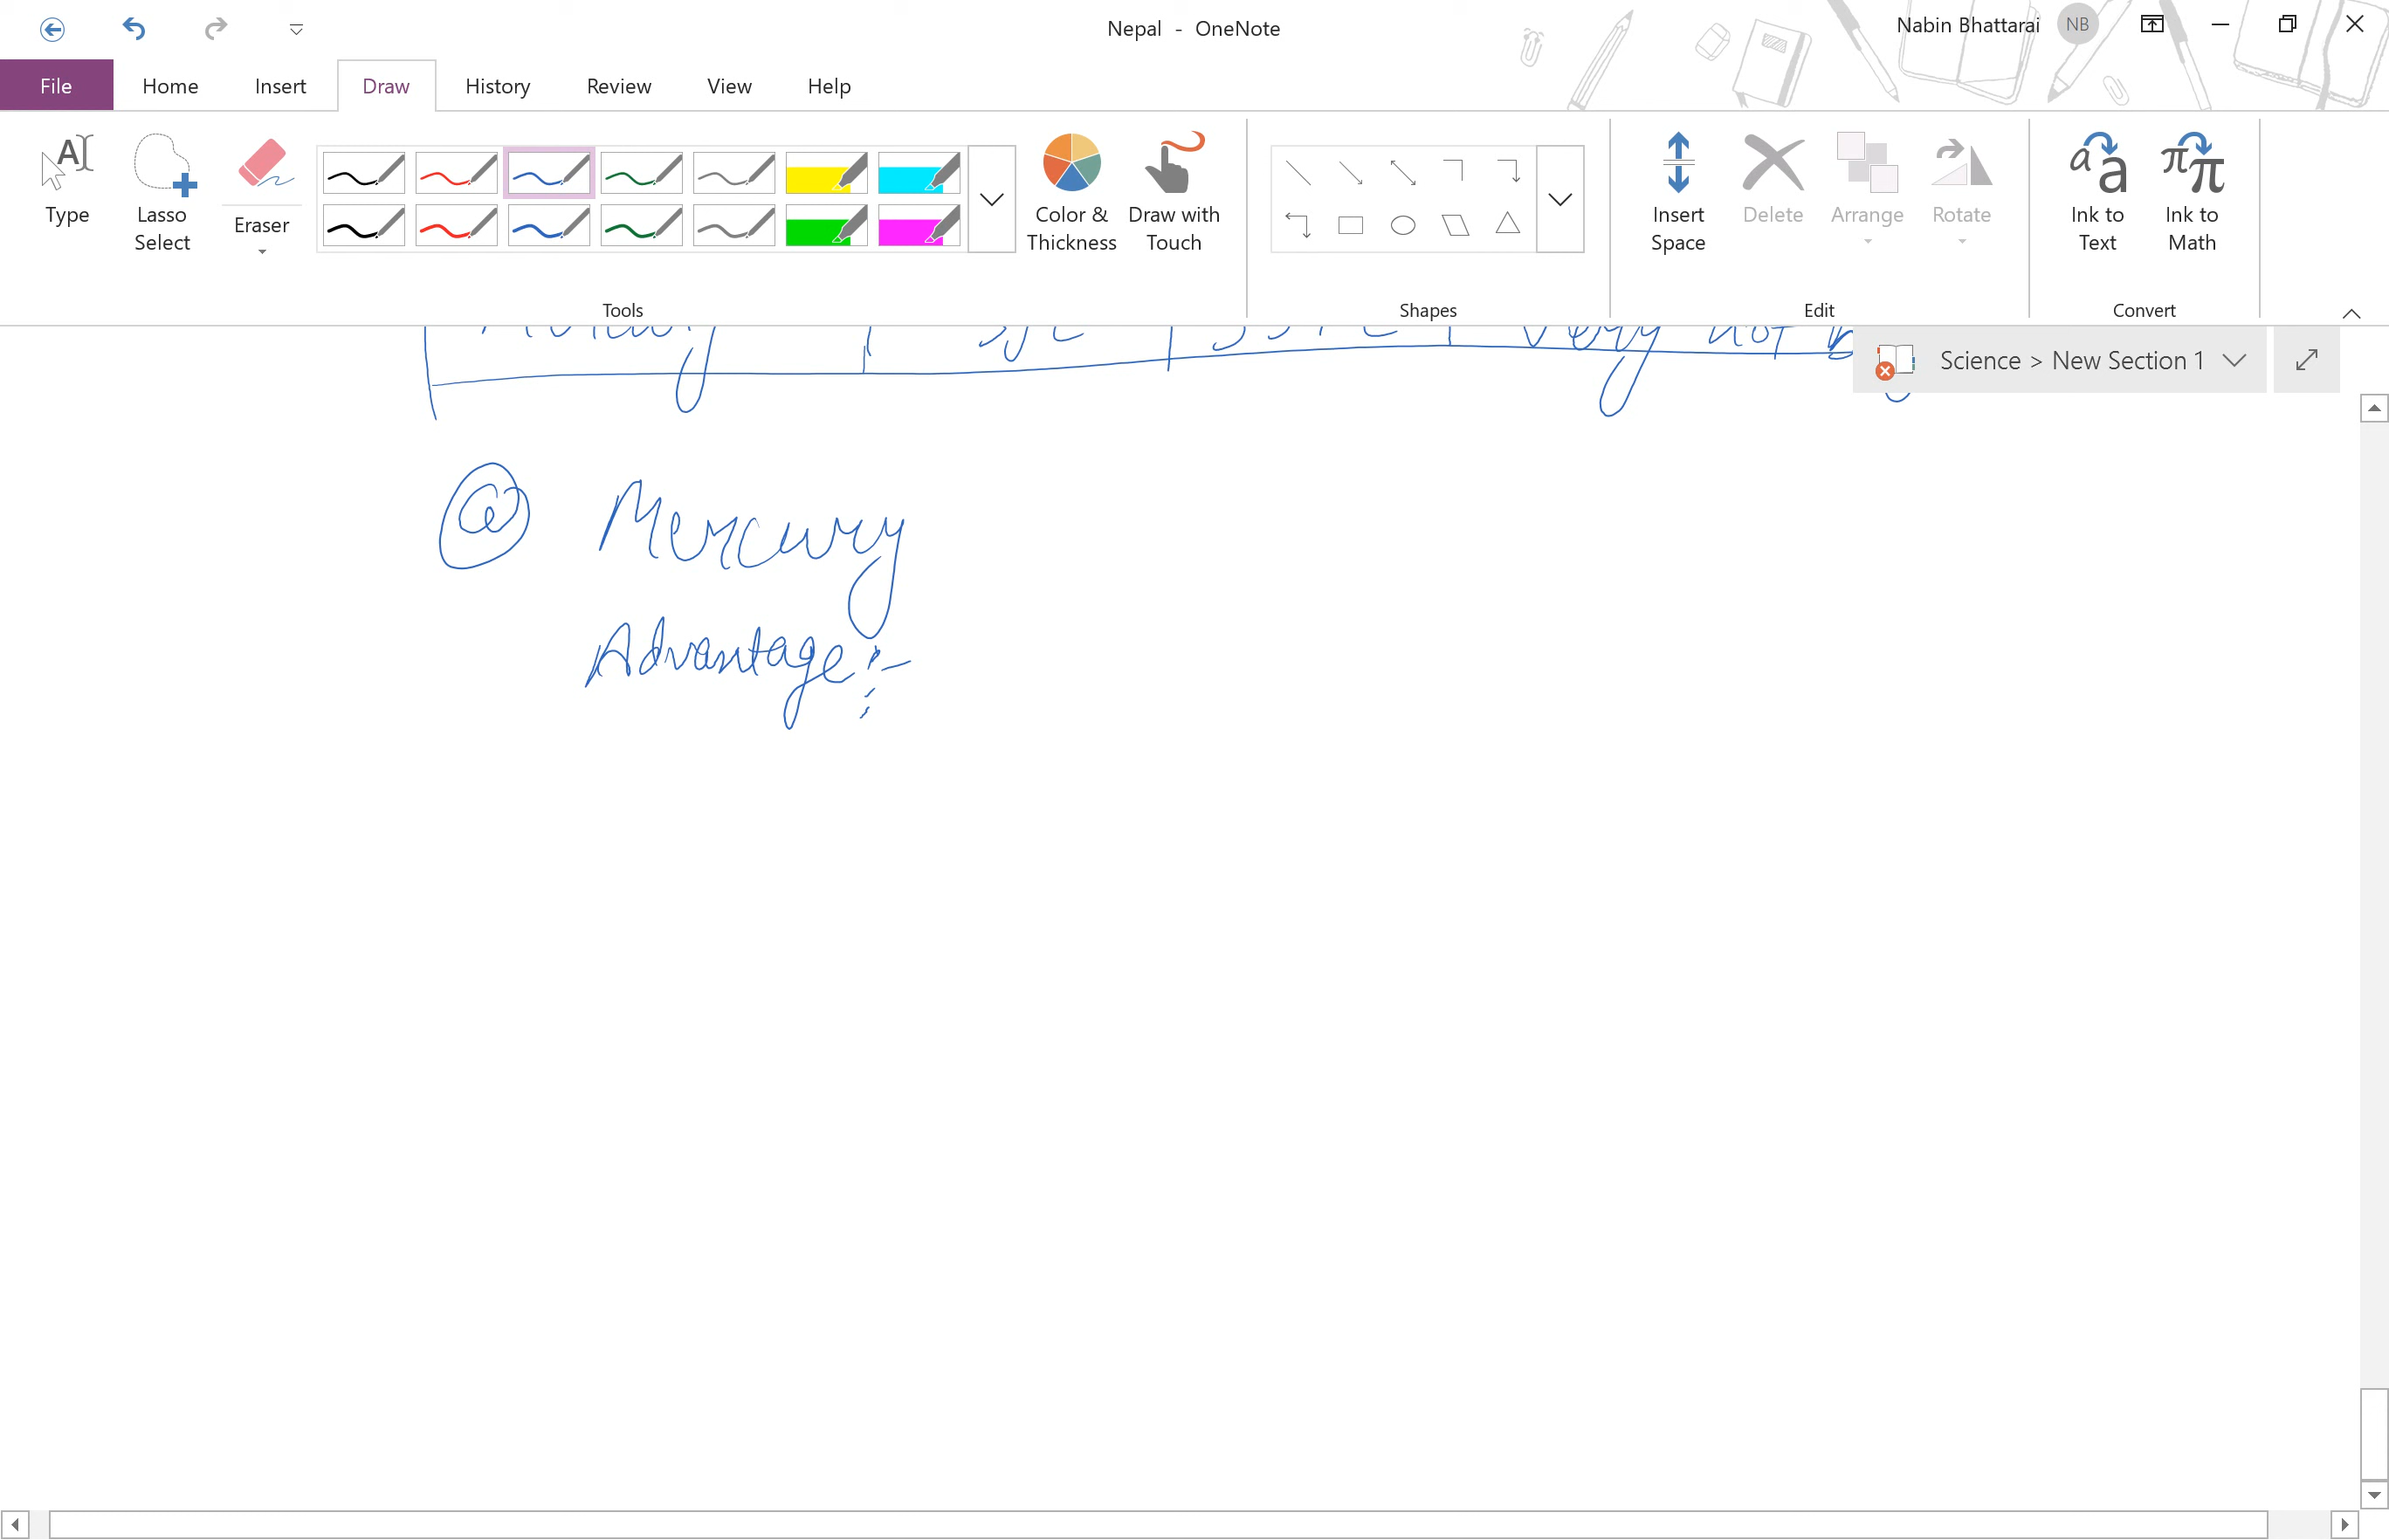 Nepal - OneNote
Nabin Bhattarai NB
File Home Insert Draw History Review View Help
Type
Lasso Select
Eraser
Color & Thickness
Draw with Touch
Insert Space
Delete
Arrange
Rotate
Ink to Text
Ink to Math
Tools Shapes Edit Convert
very hot
Science > New Section 1
@ Mercury
Advantage :-